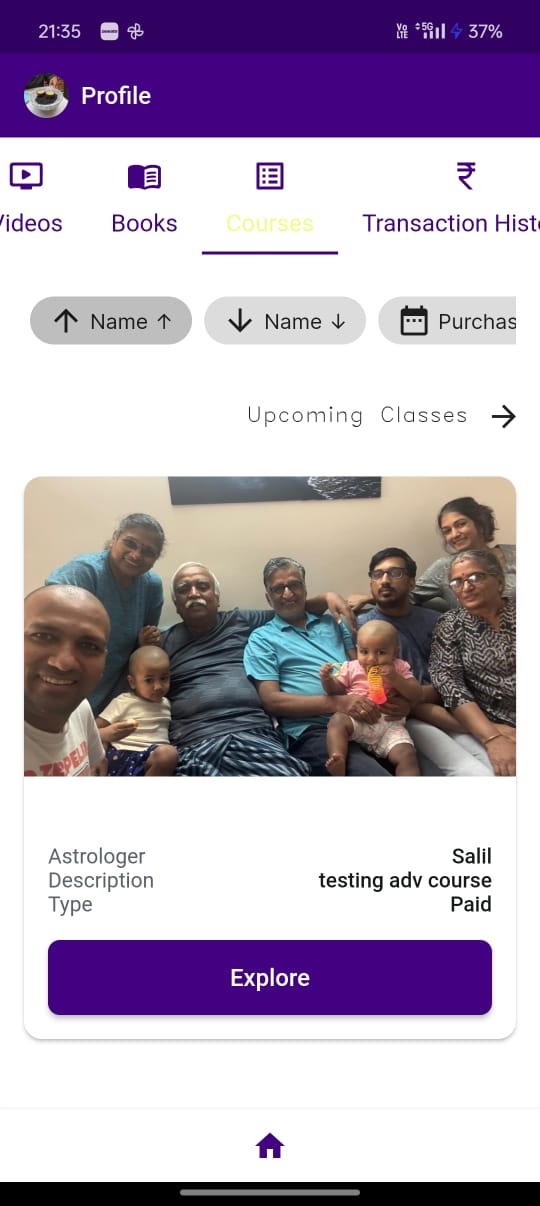 21:35 Vo LTE 5G 37%
Profile
Videos Books Courses Transaction Histo
Name ↑ Name ↓ Purchas
Upcoming Classes
Astrologer Salil
Description testing adv course
Type Paid
Explore